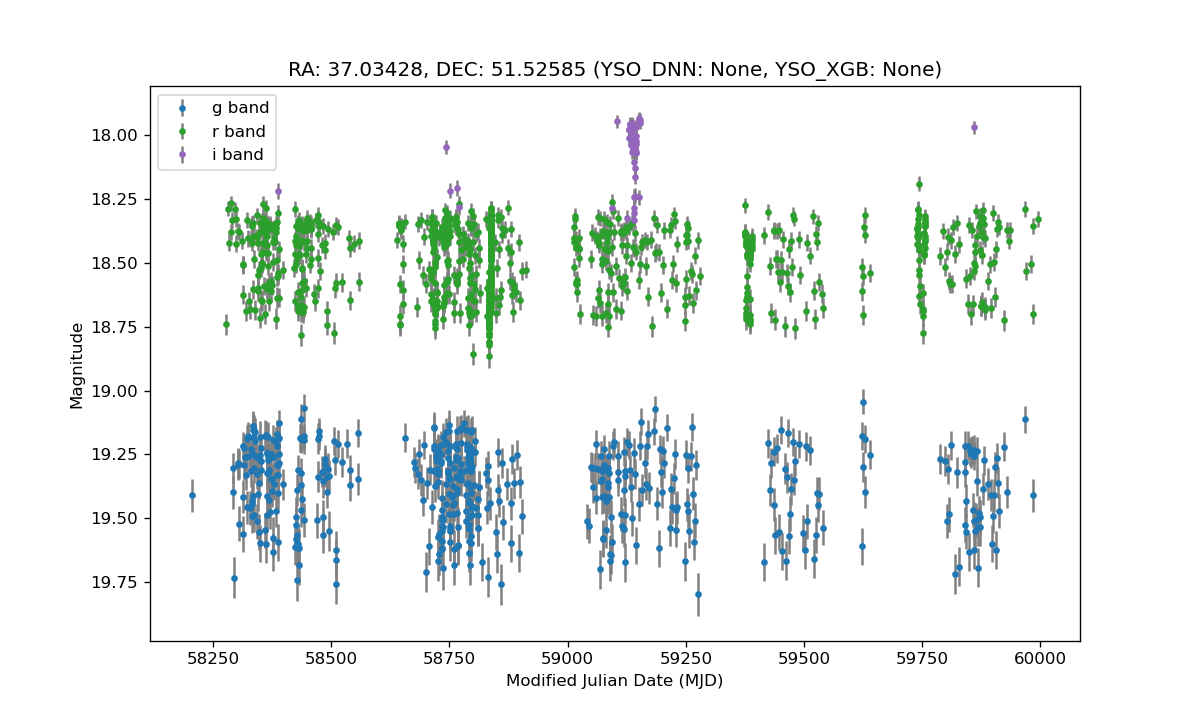 RA: 37.03428, DEC: 51.52585 (YSO_DNN: None, YSO_XGB: None)
g band
r band
i band
18.00
18.25
18.50
18.75
19.00
19.25
19.50
19.75
Magnitude
58250 58500 58750 59000 59250 59500 59750 60000
Modified Julian Date (MJD)